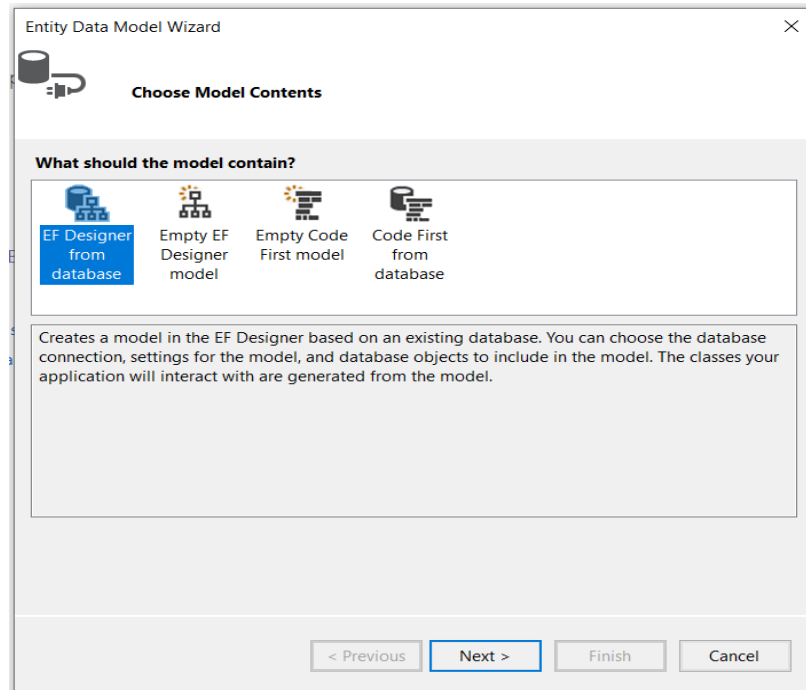 Entity Data Model Wizard
Choose Model Contents
What should the model contain?
EF Designer
from
database
Empty EF
Designer
model
Empty Code
First model
Code First
from
database
Creates a model in the EF Designer based on an existing database. You can choose the database
connection, settings for the model, and database objects to include in the model. The classes your
application will interact with are generated from the model.
< Previous
Next >
Finish
Cancel